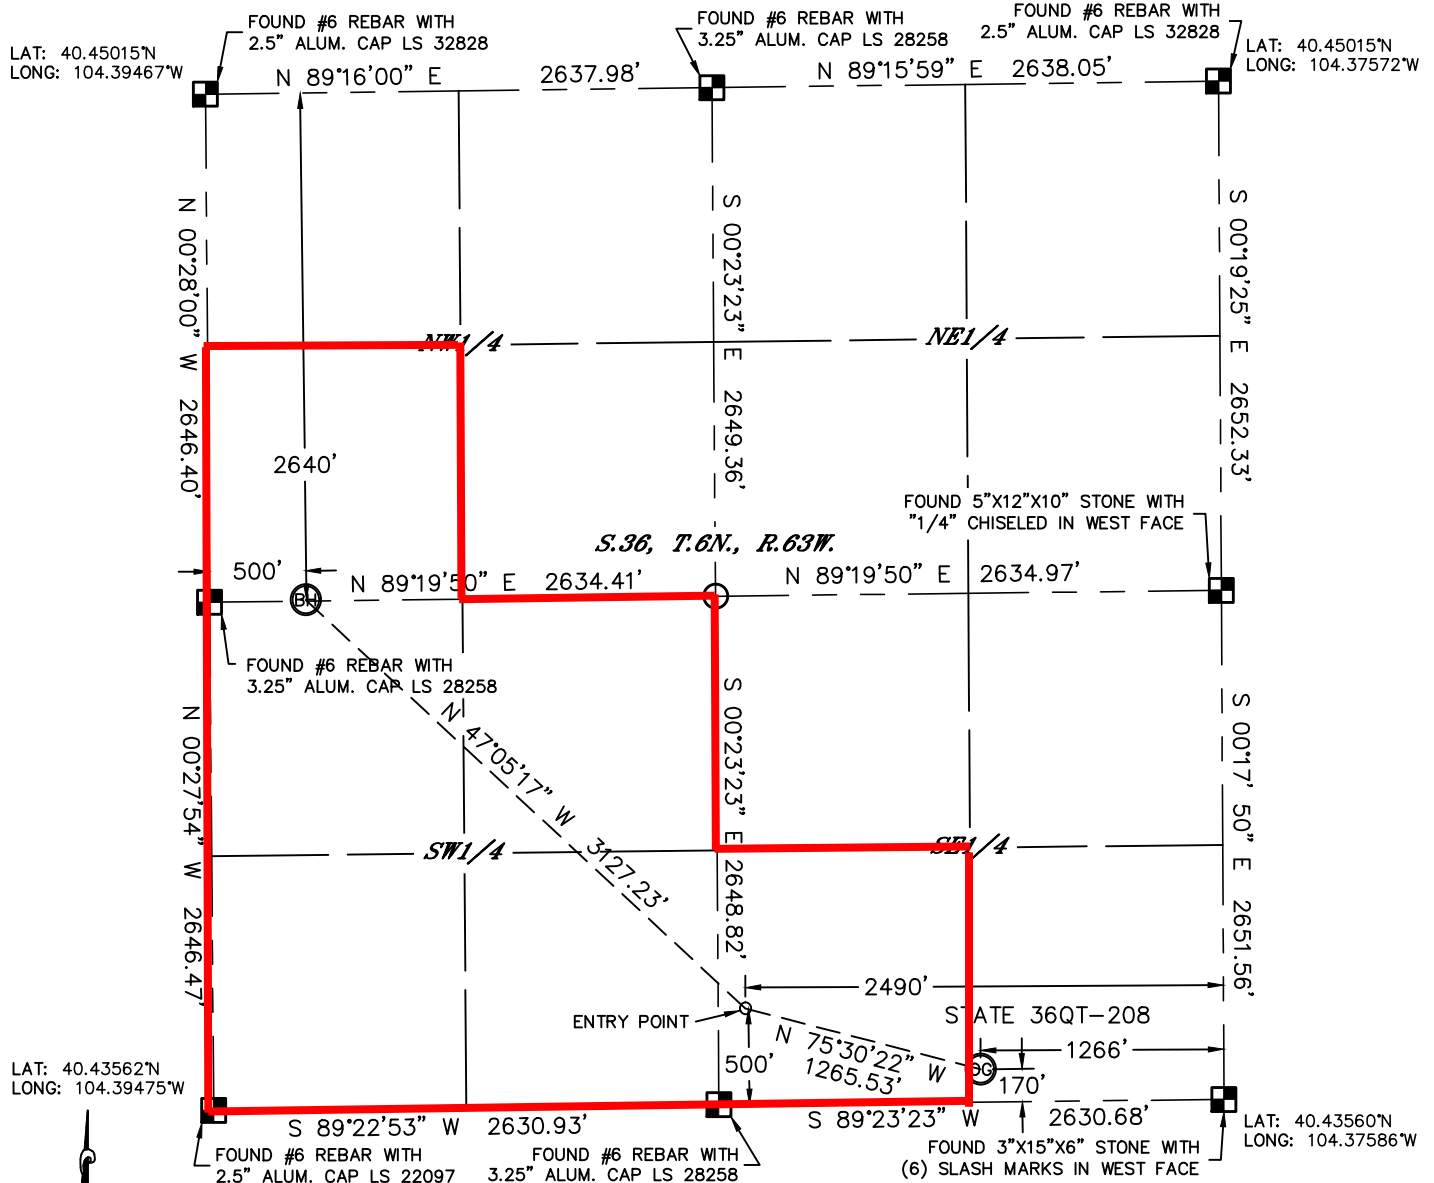 FOUND #6 REBAR WITH
2.5" ALUM. CAP LS 32828
FOUND #6 REBAR WITH
3.25" ALUM. CAP LS 28258
FOUND #6 REBAR WITH
2.5" ALUM. CAP LS 32828
LAT: 40.45015°N
LONG: 104.39467°W
LAT: 40.45015°N
LONG: 104.37572°W
N 89°16'00" E 2637.98'
N 89°15'59" E 2638.05'
N 00°28'00" W 2646.40'
S 00°23'23" E 2649.36'
S 00°19'25" E 2652.33'
NW1/4
NE1/4
2640'
FOUND 5"X12"X10" STONE WITH
"1/4" CHISELED IN WEST FACE
S.36, T.6N., R.63W.
500'
N 89°19'50" E 2634.41'
N 89°19'50" E 2634.97'
BH
FOUND #6 REBAR WITH
3.25" ALUM. CAP LS 28258
N 00°27'54" W 2646.47'
N 47°05'17" W 3127.23'
S 00°23'23" E 2648.82'
S 00°17' 50" E 2651.56'
SW1/4
SE1/4
2490'
ENTRY POINT
STATE 36QT-208
N 75°30'22" W
1265.53'
1266'
500'
170'
LAT: 40.43562°N
LONG: 104.39475°W
S 89°22'53" W 2630.93'
S 89°23'23" W 2630.68'
LAT: 40.43560°N
LONG: 104.37586°W
FOUND #6 REBAR WITH
2.5" ALUM. CAP LS 22097
FOUND #6 REBAR WITH
3.25" ALUM. CAP LS 28258
FOUND 3"X15"X6" STONE WITH
(6) SLASH MARKS IN WEST FACE